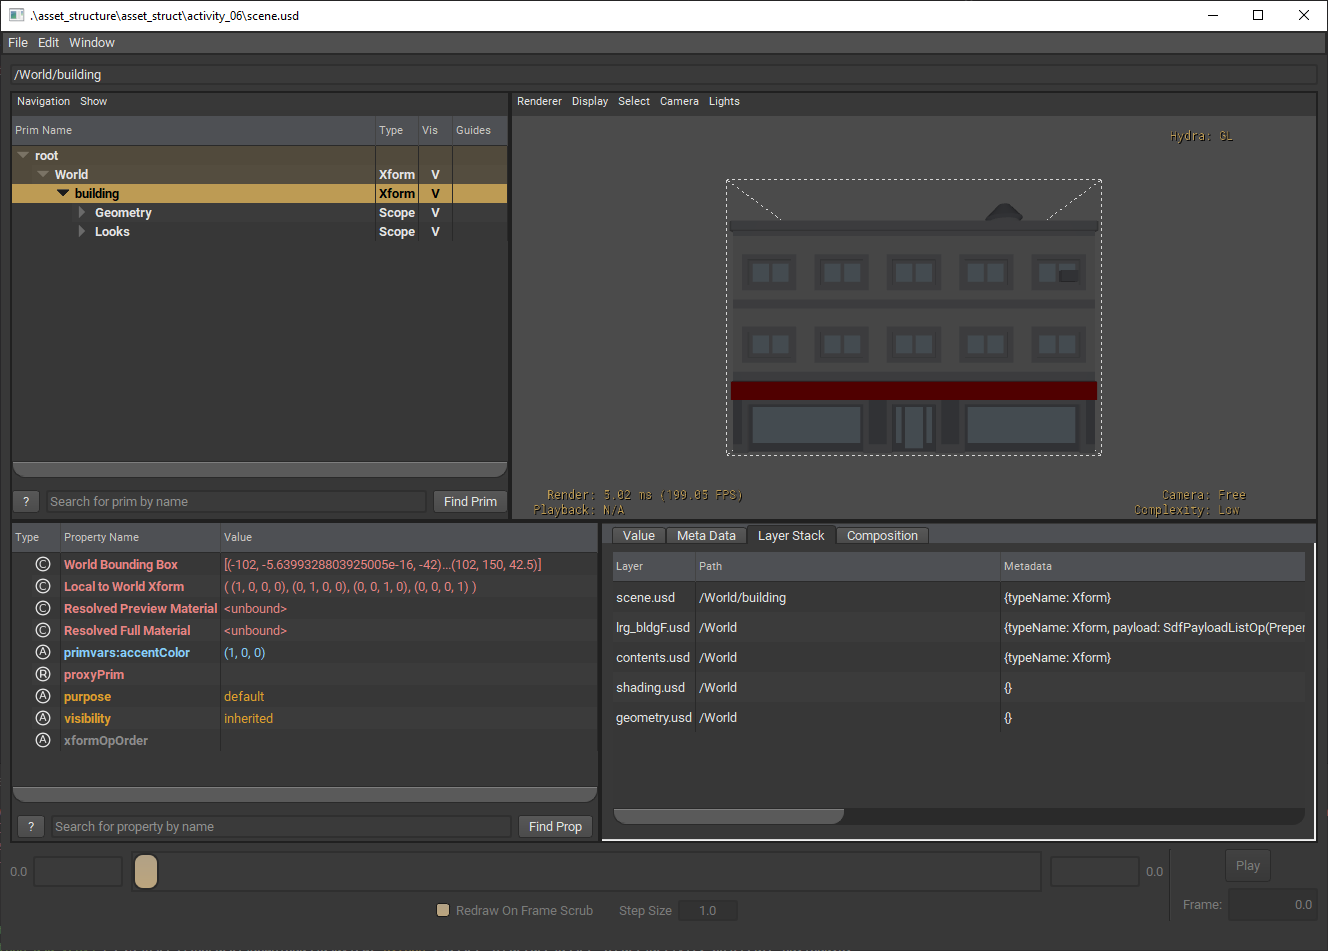 .\asset_structure\asset_struct\activity_06\scene.usd
File Edit Window
/World/building
Navigation Show
Prim Name Type Vis Guides
root
World Xform V
building Xform V
Geometry Scope V
Looks Scope V
? Search for prim by name Find Prim
Renderer Display Select Camera Lights
Hydra: GL
Render: 5.02 ms (199.05 FPS)
Playback: N/A
Camera: Free
Complexity: Low
Type Property Name Value
C World Bounding Box [(-102, -5.6399328803925005e-16, -42)...(102, 150, 42.5)]
C Local to World Xform ( (1, 0, 0, 0), (0, 1, 0, 0), (0, 0, 1, 0), (0, 0, 0, 1) )
C Resolved Preview Material <unbound>
C Resolved Full Material <unbound>
A primvars:accentColor (1, 0, 0)
R proxyPrim
A purpose default
A visibility inherited
A xformOpOrder
? Search for property by name Find Prop
Value Meta Data Layer Stack Composition
Layer Path Metadata
scene.usd /World/building {typeName: Xform}
lrg_bldgF.usd /World {typeName: Xform, payload: SdfPayloadListOp(Preper
contents.usd /World {typeName: Xform}
shading.usd /World {}
geometry.usd /World {}
0.0 0.0 Play
Redraw On Frame Scrub Step Size 1.0 Frame: 0.0